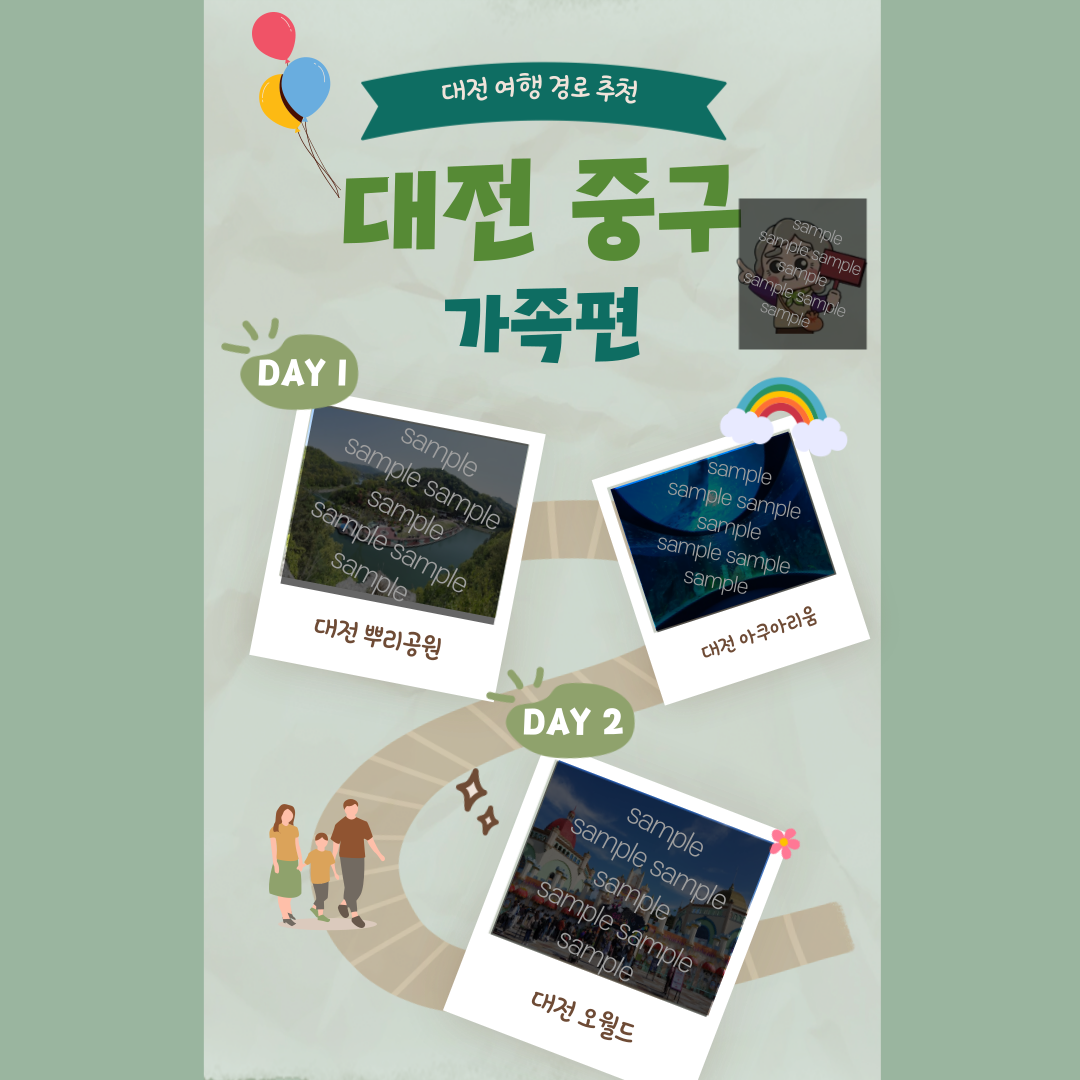 대전 여행 경로 추천
대전 중구
가족편
sample
sample sample
sample
sample sample
sample
DAY 1
sample
sample sample
sample
sample sample
sample
대전 뿌리공원
sample
sample sample
sample
sample sample
sample
대전 아쿠아리움
DAY 2
sample
sample sample
sample
sample sample
sample
대전 오월드